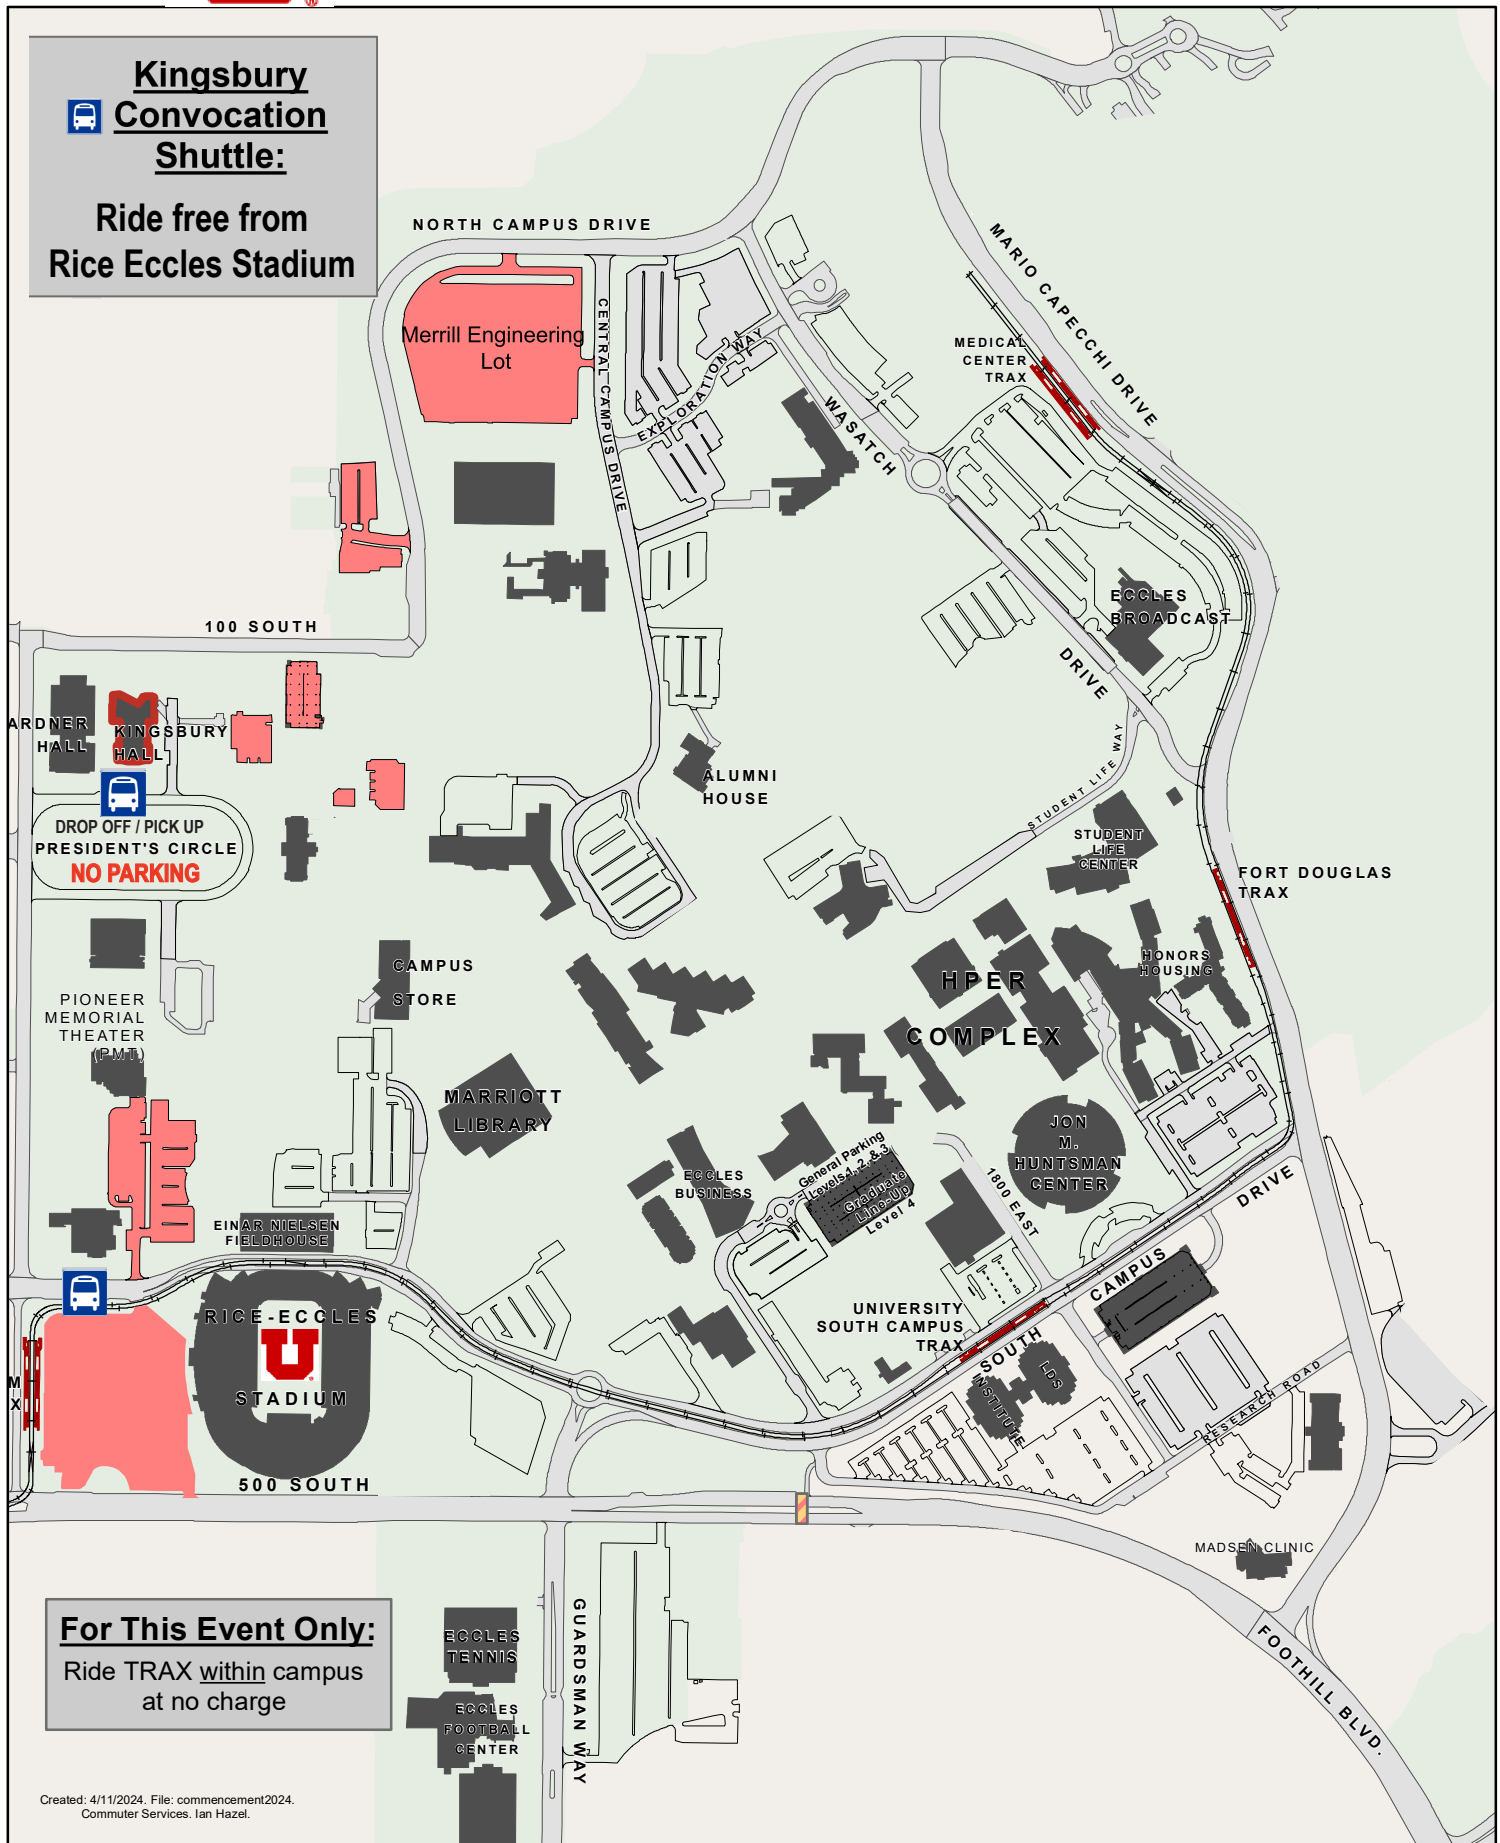 Kingsbury
Convocation
Shuttle:
Ride free from
Rice Eccles Stadium
NORTH CAMPUS DRIVE
MARIO CAPECCHI DRIVE
Merrill Engineering
Lot
CENTRAL CAMPUS DRIVE
EXPLORATION WAY
MEDICAL
CENTER
TRAX
WASATCH
DRIVE
ECCLES
BROADCAST
100 SOUTH
ARDNER
HALL
KINGSBURY
HALL
DROP OFF / PICK UP
PRESIDENT'S CIRCLE
NO PARKING
ALUMNI
HOUSE
STUDENT LIFE WAY
STUDENT
LIFE
CENTER
FORT DOUGLAS
TRAX
HONORS
HOUSING
HPER
COMPLEX
CAMPUS
STORE
PIONEER
MEMORIAL
THEATER
(PMT)
MARRIOTT
LIBRARY
JON
M.
HUNTSMAN
CENTER
General Parking
Levels 1, 2, & 3
Graduate
Line-Up
Level 4
ECCLES
BUSINESS
1800 EAST
EINAR NIELSEN
FIELDHOUSE
SOUTH
CAMPUS
DRIVE
UNIVERSITY
SOUTH CAMPUS
TRAX
RICE-ECCLES
U
STADIUM
M
X
LDS
INSTITUTE
RESEARCH ROAD
500 SOUTH
MADSEN CLINIC
For This Event Only:
Ride TRAX within campus
at no charge
ECCLES
TENNIS
ECCLES
FOOTBALL
CENTER
GUARDSMAN WAY
FOOTHILL BLVD.
Created: 4/11/2024. File: commencement2024.
Commuter Services. Ian Hazel.